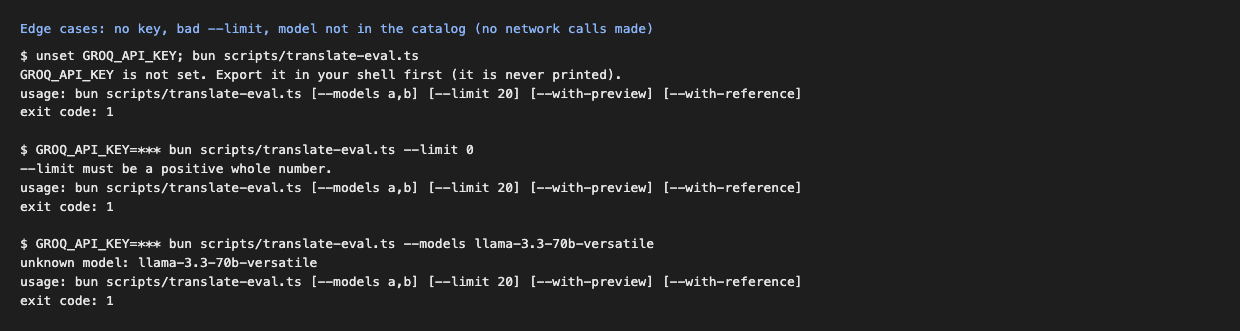 Edge cases: no key, bad --limit, model not in the catalog (no network calls made)
$ unset GROQ_API_KEY; bun scripts/translate-eval.ts
GROQ_API_KEY is not set. Export it in your shell first (it is never printed).
usage: bun scripts/translate-eval.ts [--models a,b] [--limit 20] [--with-preview] [--with-reference]
exit code: 1
$ GROQ_API_KEY=*** bun scripts/translate-eval.ts --limit 0
--limit must be a positive whole number.
usage: bun scripts/translate-eval.ts [--models a,b] [--limit 20] [--with-preview] [--with-reference]
exit code: 1
$ GROQ_API_KEY=*** bun scripts/translate-eval.ts --models llama-3.3-70b-versatile
unknown model: llama-3.3-70b-versatile
usage: bun scripts/translate-eval.ts [--models a,b] [--limit 20] [--with-preview] [--with-reference]
exit code: 1